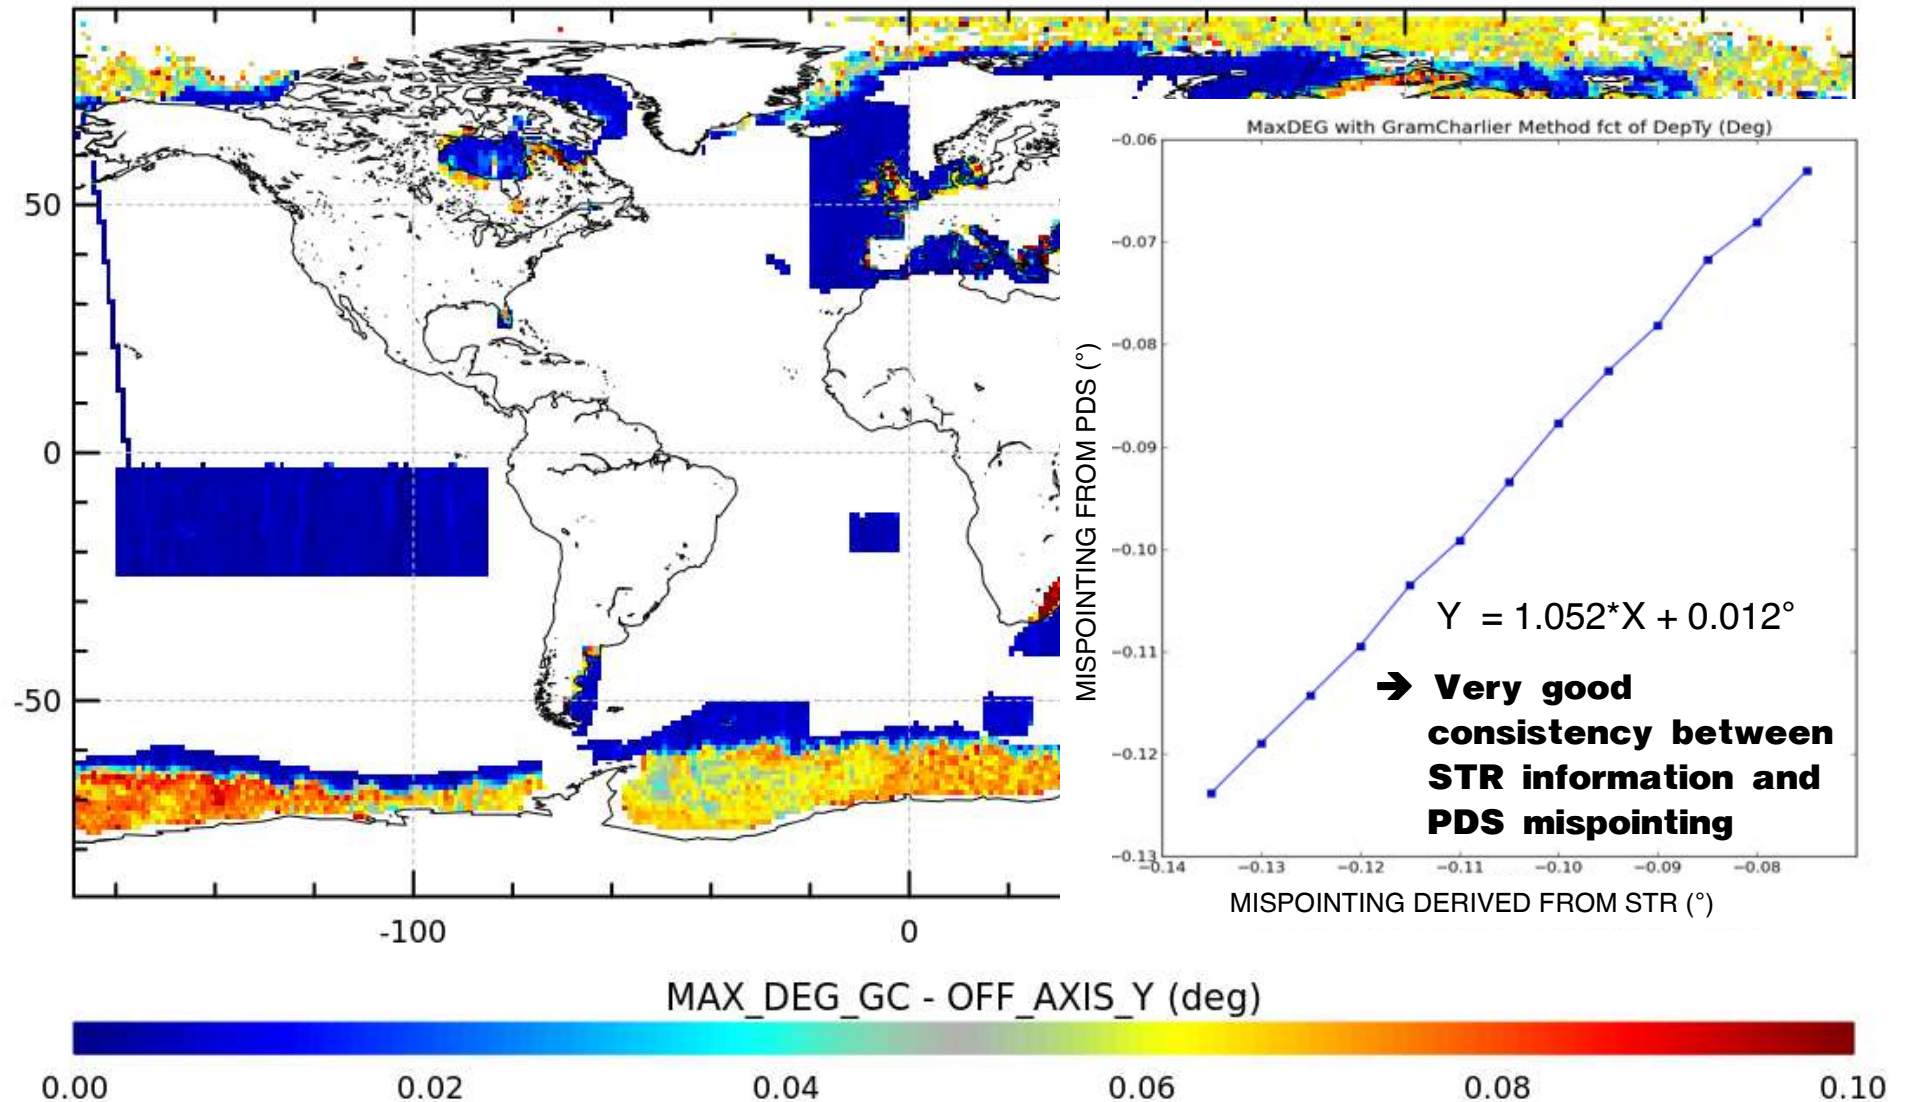 MaxDEG with GramCharlier Method fct of DepTy (Deg)
50
0
-50
-100
0
−0.06
−0.07
−0.08
−0.09
−0.10
−0.11
−0.12
−0.13
MISPOINTING FROM PDS (°)
Y = 1.052*X + 0.012°
➔ Very good
consistency between
STR information and
PDS mispointing
−0.14 −0.13 −0.12 −0.11 −0.10 −0.09 −0.08
MISPOINTING DERIVED FROM STR (°)
MAX_DEG_GC - OFF_AXIS_Y (deg)
0.00 0.02 0.04 0.06 0.08 0.10